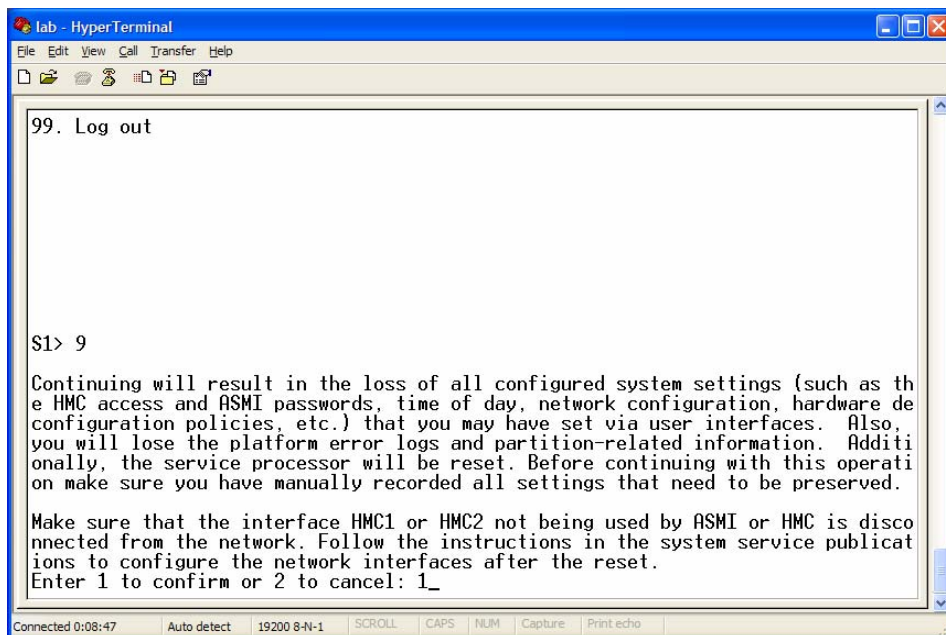 lab - HyperTerminal
File Edit View Call Transfer Help
99. Log out
S1> 9
Continuing will result in the loss of all configured system settings (such as th
e HMC access and ASMI passwords, time of day, network configuration, hardware de
configuration policies, etc.) that you may have set via user interfaces.  Also,
you will lose the platform error logs and partition-related information.  Additi
onally, the service processor will be reset. Before continuing with this operati
on make sure you have manually recorded all settings that need to be preserved.
Make sure that the interface HMC1 or HMC2 not being used by ASMI or HMC is disco
nnected from the network. Follow the instructions in the system service publicat
ions to configure the network interfaces after the reset.
Enter 1 to confirm or 2 to cancel: 1_
Connected 0:08:47 Auto detect 19200 8-N-1 SCROLL CAPS NUM Capture Print echo